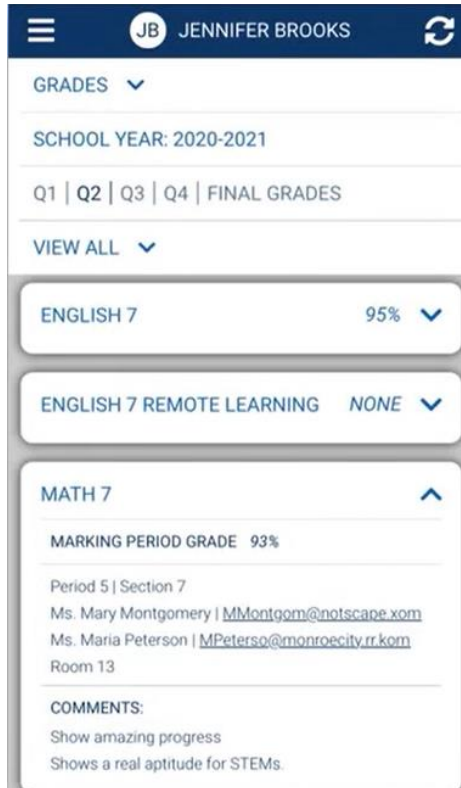 JB JENNIFER BROOKS
GRADES
SCHOOL YEAR: 2020-2021
Q1 | Q2 | Q3 | Q4 | FINAL GRADES
VIEW ALL
ENGLISH 7 95%
ENGLISH 7 REMOTE LEARNING NONE
MATH 7
MARKING PERIOD GRADE 93%
Period 5 | Section 7
Ms. Mary Montgomery | MMontgom@notscape.xom
Ms. Maria Peterson | MPeterso@monroecity.rr.kom
Room 13
COMMENTS:
Show amazing progress
Shows a real aptitude for STEMs.